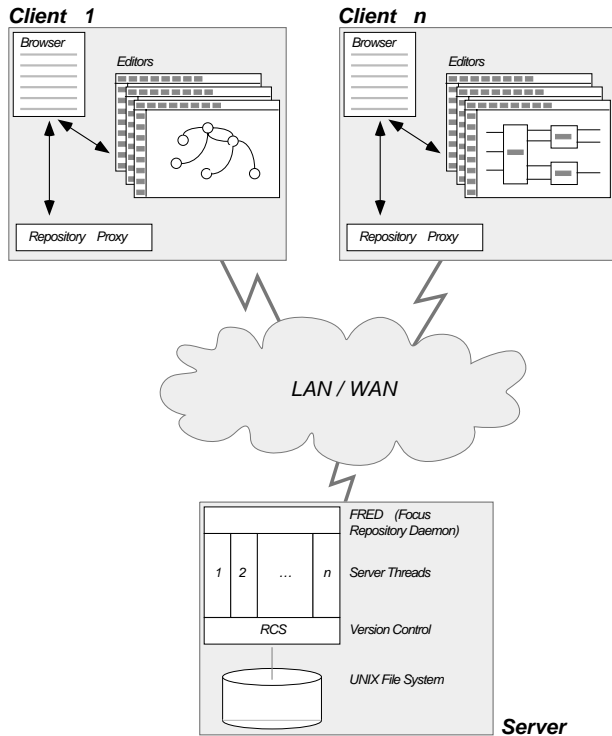 Client 1
Client n
Browser
Editors
Repository Proxy
Browser
Editors
Repository Proxy
LAN / WAN
FRED (Focus
Repository Daemon)
1 2 ... n
Server Threads
RCS
Version Control
UNIX File System
Server